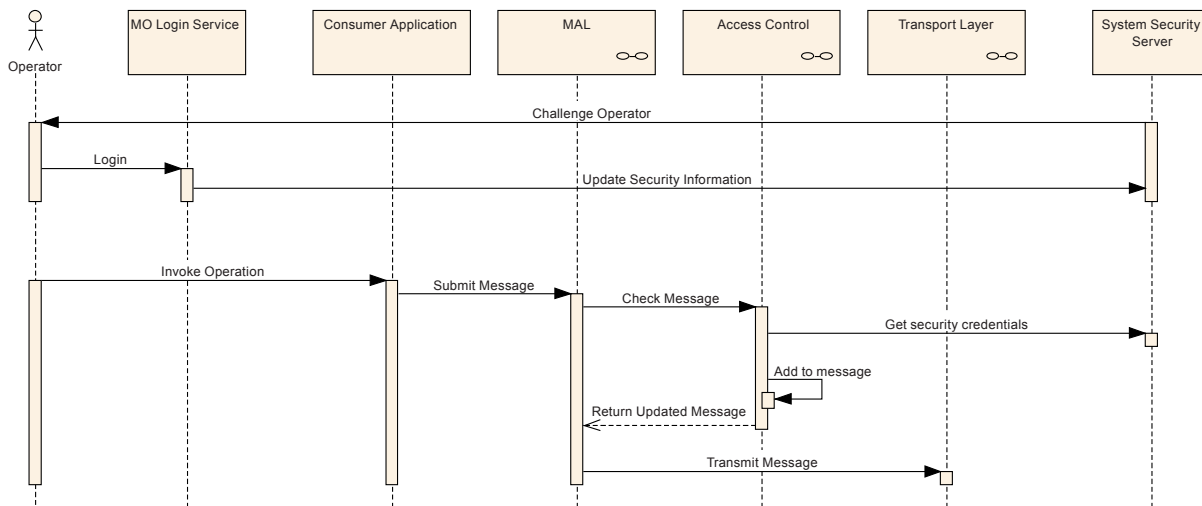 MO Login Service
Consumer Application
MAL
Access Control
Transport Layer
System Security
Server
Operator
Challenge Operator
Login
Update Security Information
Invoke Operation
Submit Message
Check Message
Get security credentials
Add to message
Return Updated Message
Transmit Message